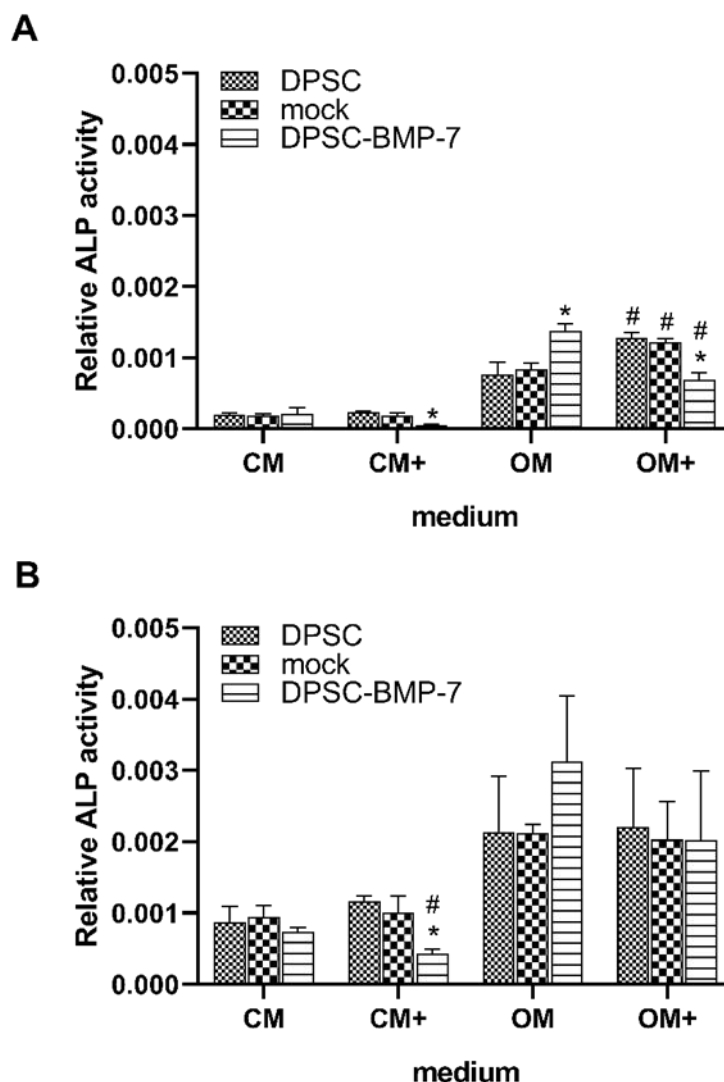 A
Relative ALP activity
0.005
0.004
0.003
0.002
0.001
0.000
DPSC
mock
DPSC-BMP-7
*
*
# # #
*
CM CM+ OM OM+
medium
B
Relative ALP activity
0.005
0.004
0.003
0.002
0.001
0.000
DPSC
mock
DPSC-BMP-7
#
*
CM CM+ OM OM+
medium